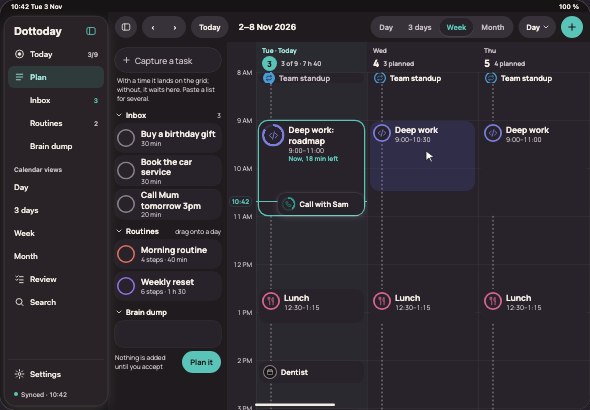 10:42 Tue 3 Nov
100 %
Dottoday
Today 3/9
Plan
Inbox 3
Routines 2
Brain dump
Calendar views
Day
3 days
Week
Month
Review
Search
Settings
Synced · 10:42
Today
2–8 Nov 2026
Day 3 days Week Month
Day
Capture a task
With a time it lands on the grid;
without, it waits here. Paste a list
for several.
Inbox 3
Buy a birthday gift
30 min
Book the car
service
30 min
Call Mum
tomorrow 3pm
20 min
Routines drag onto a day
Morning routine
4 steps · 40 min
Weekly reset
6 steps · 1 h 30
Brain dump
Nothing is added
until you accept
Plan it
Tue · Today
3 3 of 9 · 7 h 40
Wed
4 3 planned
Thu
5 4 planned
8 AM
9 AM
10 AM
10:42
11 AM
12 PM
1 PM
2 PM
3 PM
Team standup
Deep work:
roadmap
9:00–11:00
Now, 18 min left
Call with Sam
Lunch
12:30–1:15
Dentist
Team standup
Deep work
9:00–10:30
Lunch
12:30–1:15
Team standup
Deep work
9:00–11:00
Lunch
12:30–1:15